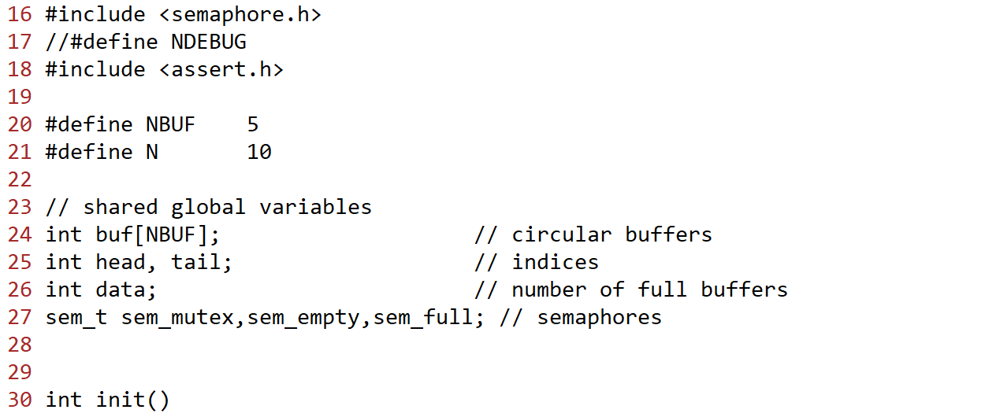 16 #include <semaphore.h>
17 //#define NDEBUG
18 #include <assert.h>
19
20 #define NBUF    5
21 #define N       10
22
23 // shared global variables
24 int buf[NBUF];                    // circular buffers
25 int head, tail;                   // indices
26 int data;                         // number of full buffers
27 sem_t sem_mutex,sem_empty,sem_full; // semaphores
28
29
30 int init()